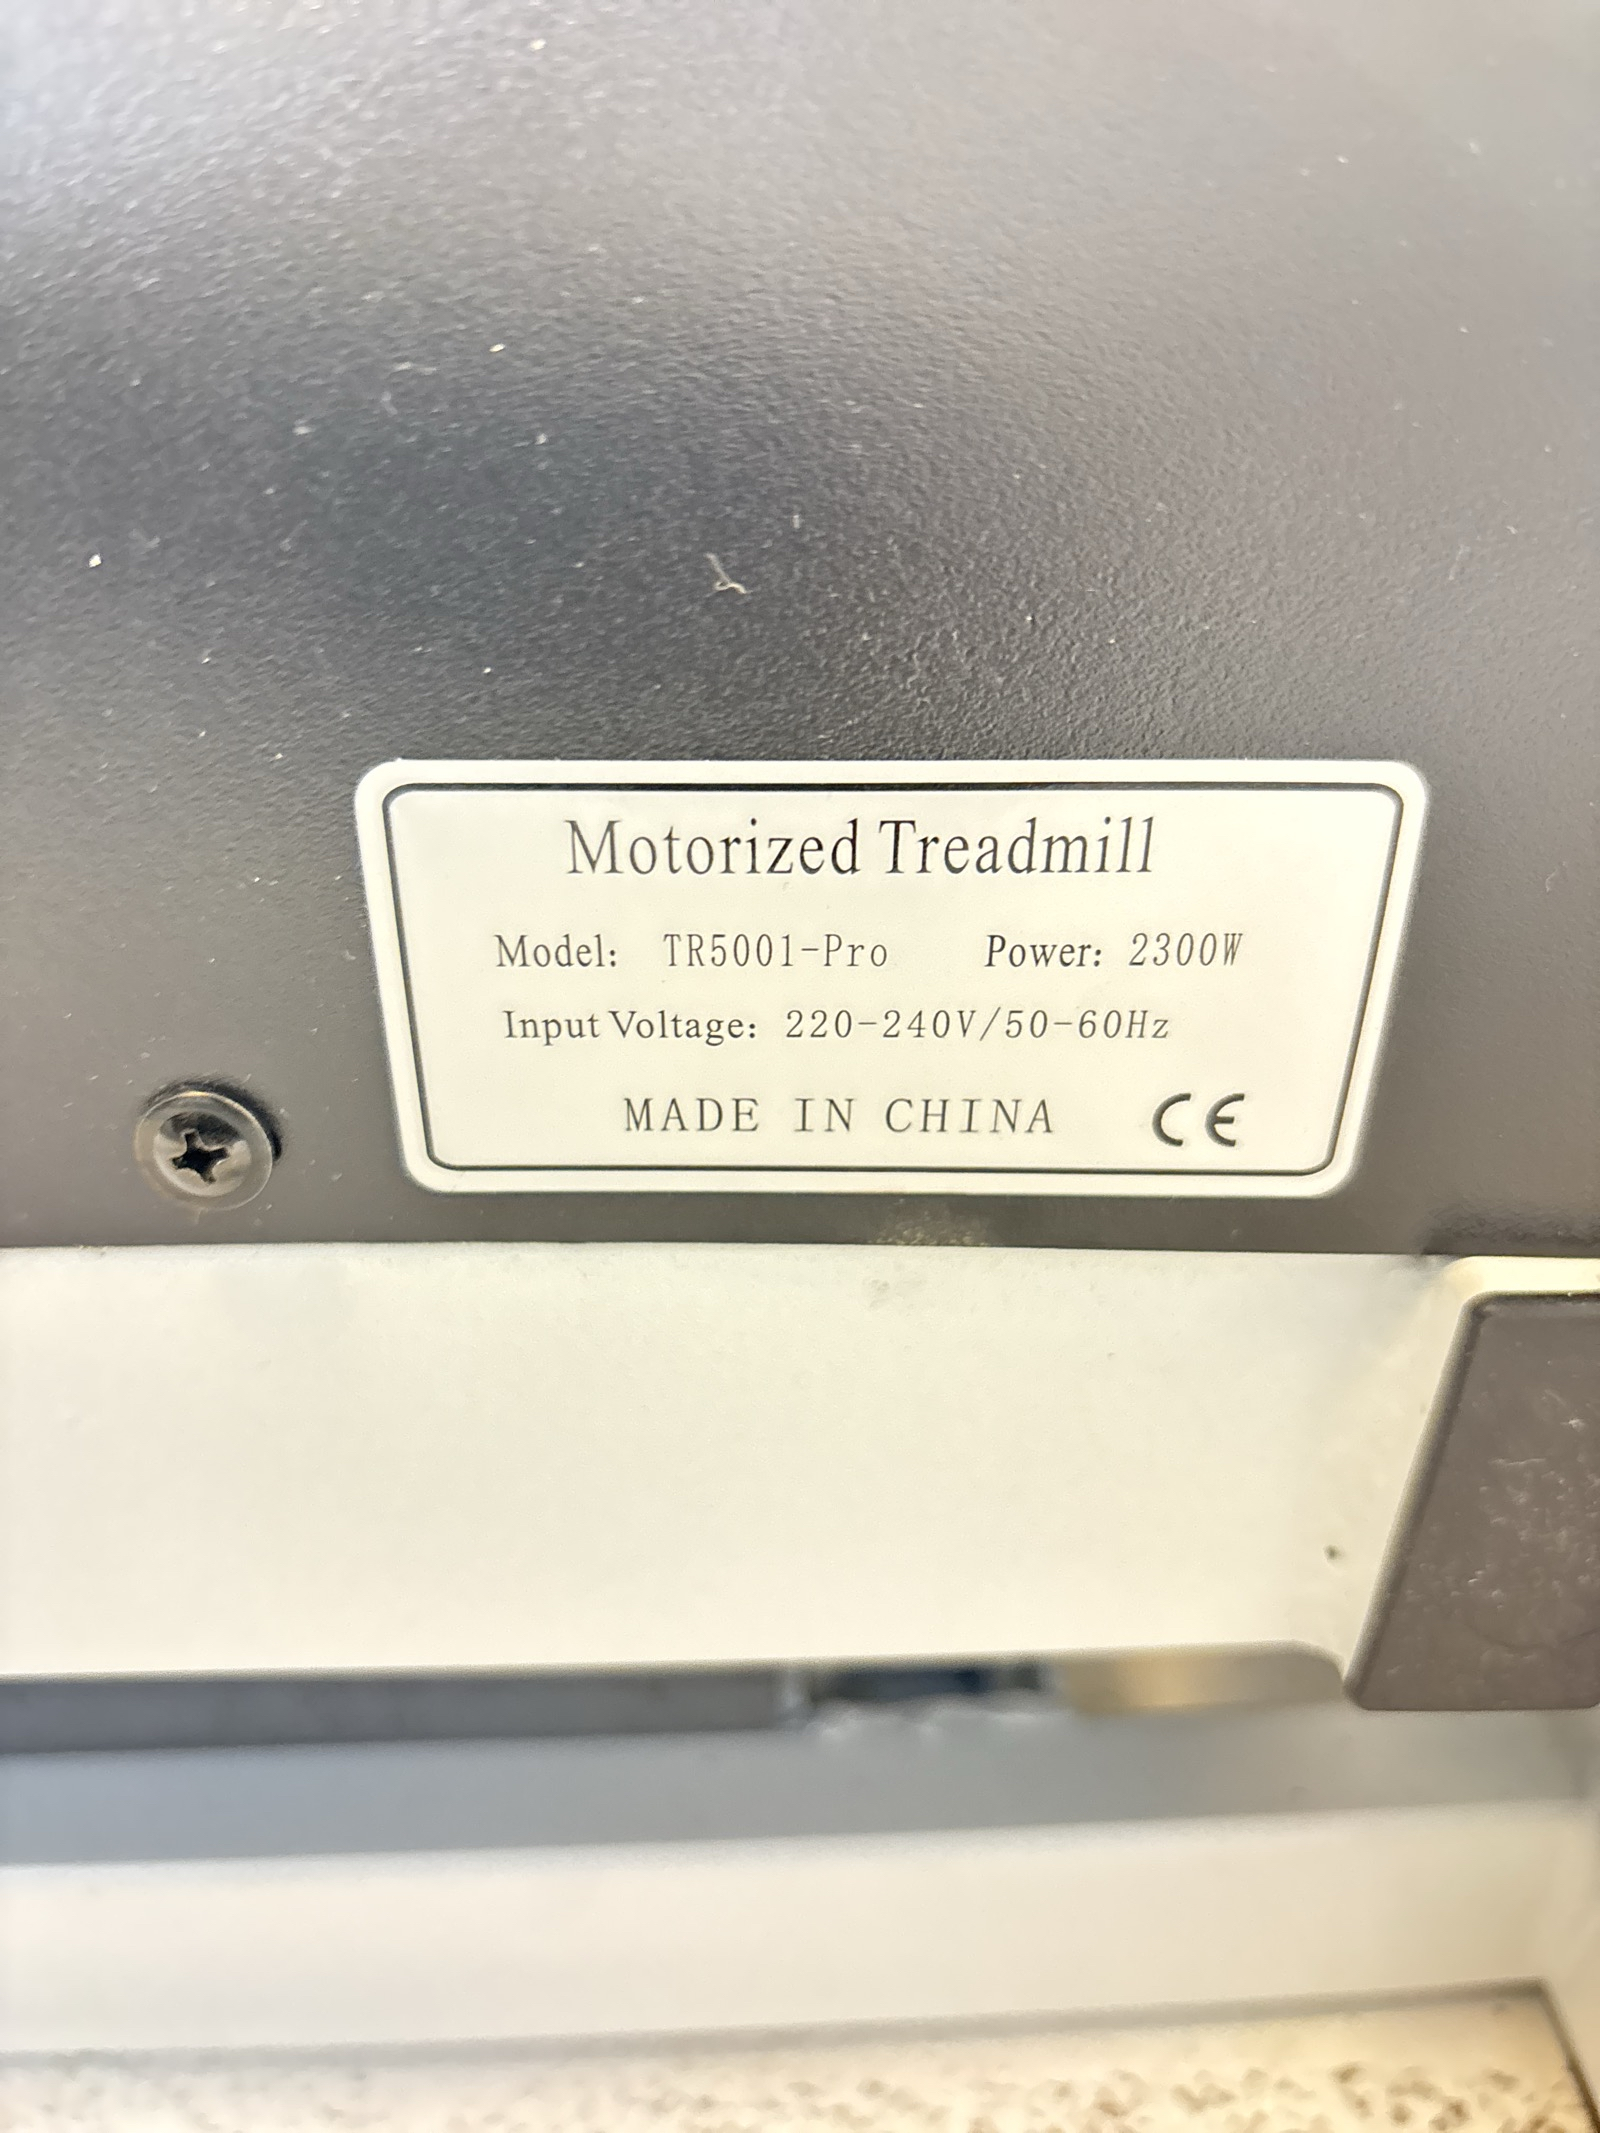 Motorized Treadmill
Model: TR5001-Pro Power: 2300W
Input Voltage: 220-240V/50-60Hz
MADE IN CHINA CE